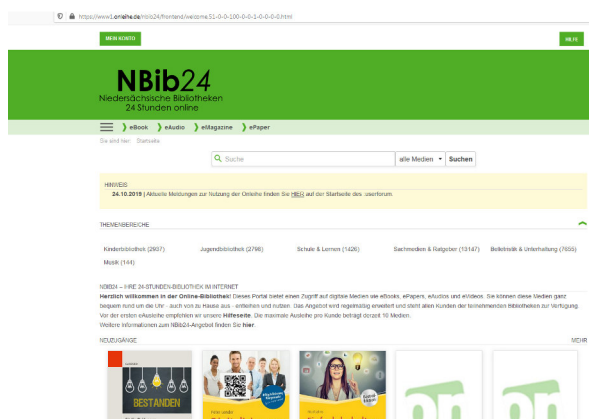 https://www1.onleihe.de/nbib24/frontend/welcome,51-0-0-100-0-0-1-0-0-0-0.html
MEIN KONTO
HILFE
NBib24
Niedersächsische Bibliotheken
24 Stunden online
eBook eAudio eMagazine ePaper
Sie sind hier: Startseite
Suche alle Medien Suchen
HINWEIS
24.10.2018 | Aktuelle Meldungen zur Nutzung der Onleihe finden Sie HIER auf der Startseite des :userforum.
THEMENBEREICHE
Kinderbibliothek (2937) Jugendbibliothek (2798) Schule & Lernen (1426) Sachmedien & Ratgeber (13147) Belletristik & Unterhaltung (7655)
Musik (144)
NBIB24 – IHRE 24-STUNDEN-BIBLIOTHEK IM INTERNET
Herzlich willkommen in der Online-Bibliothek! Dieses Portal bietet einen Zugriff auf digitale Medien wie eBooks, ePapers, eAudios und eVideos. Sie können diese Medien ganz
bequem rund um die Uhr - auch von zu Hause aus - entleihen und nutzen. Das Angebot wird regelmäßig erweitert und steht allen Kunden der teilnehmenden Bibliotheken zur Verfügung.
Vor der ersten eAusleihe empfehlen wir unsere Hilfeseite. Die maximale Ausleihe pro Kunde beträgt derzeit 10 Medien.
Weitere Informationen zum NBib24-Angebot finden Sie hier.
NEUZUGÄNGE MEHR
BESTANDEN
on on